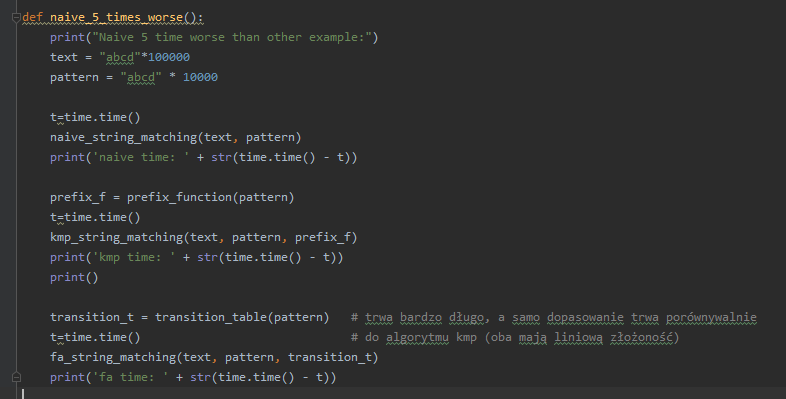 def naive_5_times_worse():
    print("Naive 5 time worse than other example:")
    text = "abcd"*100000
    pattern = "abcd" * 10000

    t=time.time()
    naive_string_matching(text, pattern)
    print('naive time: ' + str(time.time() - t))

    prefix_f = prefix_function(pattern)
    t=time.time()
    kmp_string_matching(text, pattern, prefix_f)
    print('kmp time: ' + str(time.time() - t))
    print()

    transition_t = transition_table(pattern)   # trwa bardzo długo, a samo dopasowanie trwa porównywalnie
    t=time.time()                              # do algorytmu kmp (oba mają liniową złożoność)
    fa_string_matching(text, pattern, transition_t)
    print('fa time: ' + str(time.time() - t))